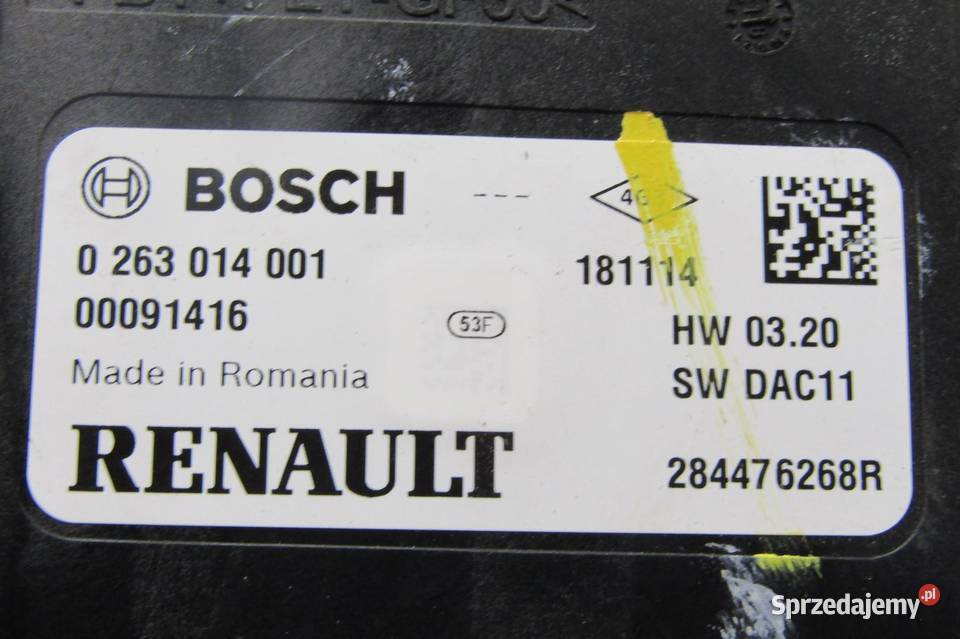 BOSCH --- 4G
0 263 014 001 181114
00091416 53F HW 03.20
Made in Romania SW DAC11
RENAULT 284476268R
Sprzedajemy.pl